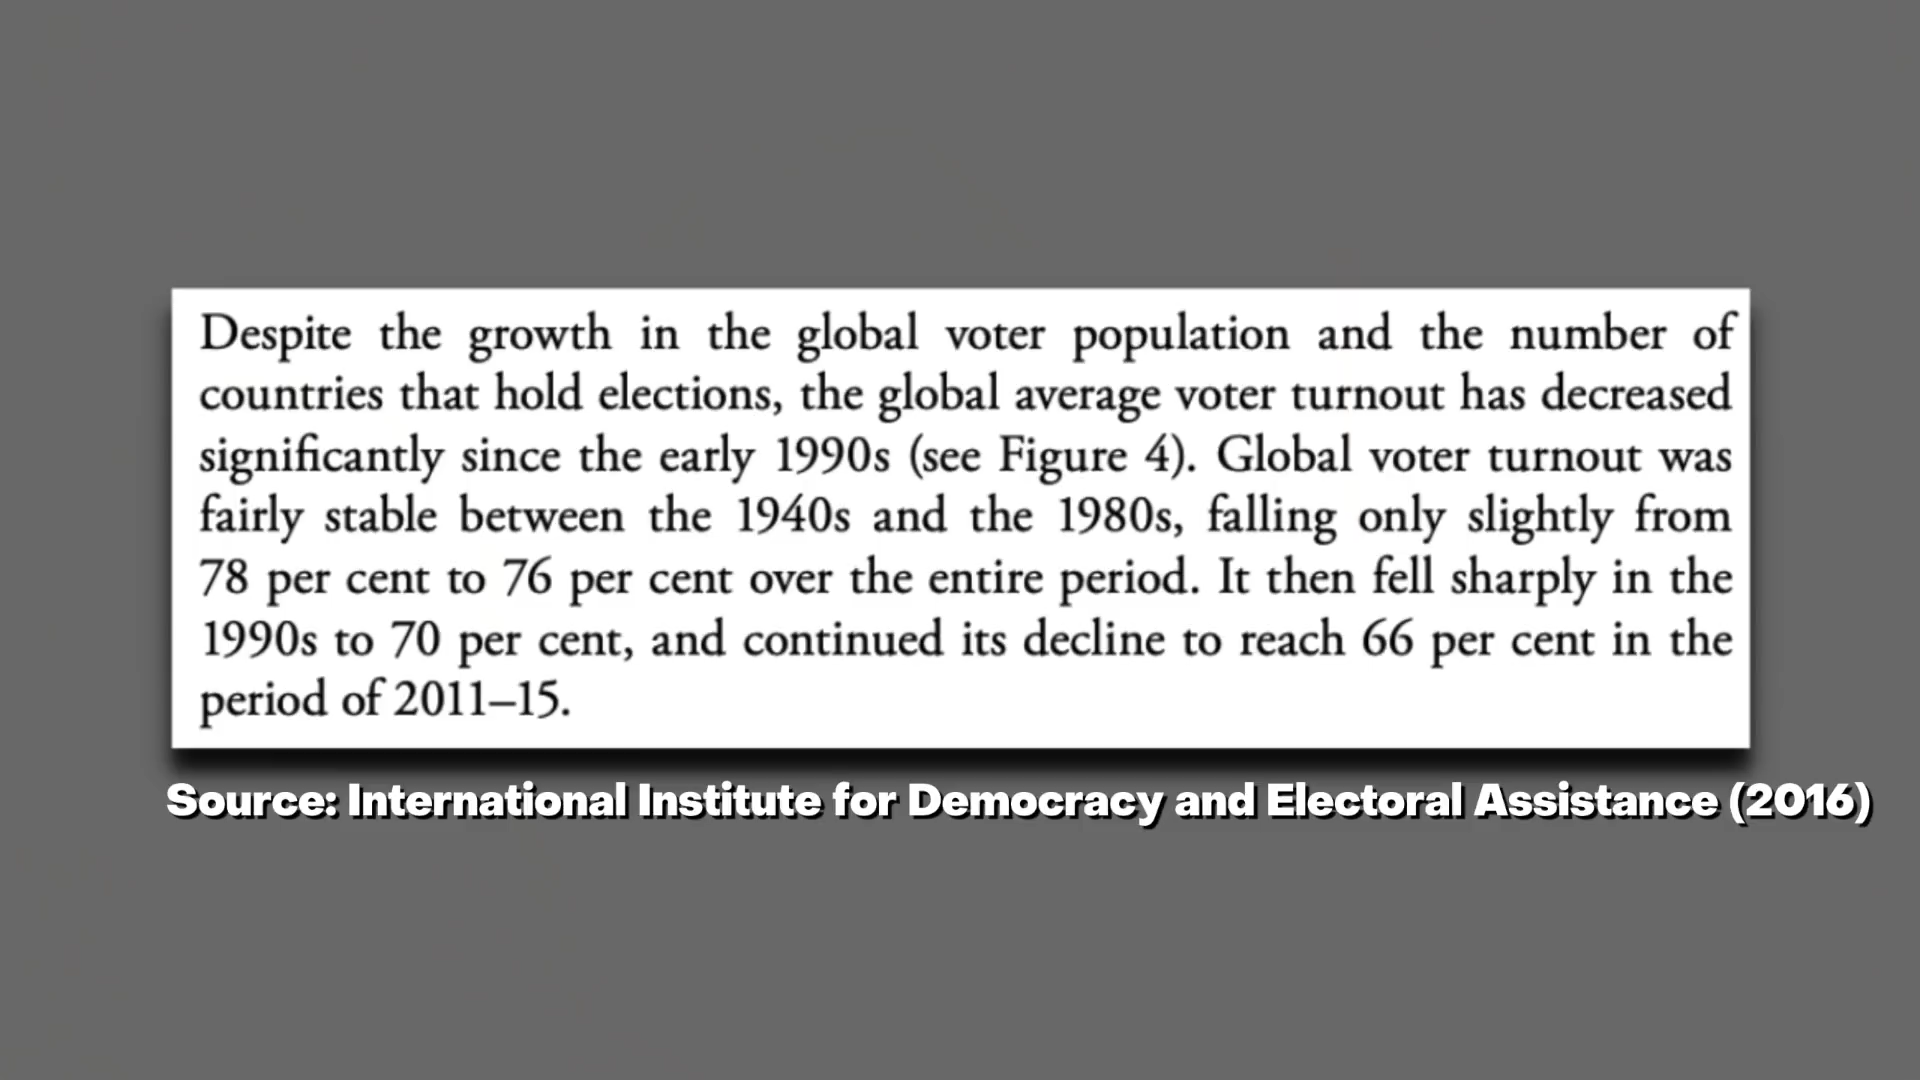 Despite the growth in the global voter population and the number of
countries that hold elections, the global average voter turnout has decreased
significantly since the early 1990s (see Figure 4). Global voter turnout was
fairly stable between the 1940s and the 1980s, falling only slightly from
78 per cent to 76 per cent over the entire period. It then fell sharply in the
1990s to 70 per cent, and continued its decline to reach 66 per cent in the
period of 2011–15.
Source: International Institute for Democracy and Electoral Assistance (2016)